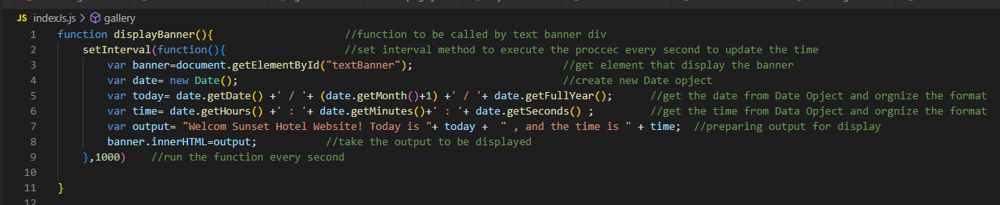 JS indexJs.js > gallery
1 function displayBanner(){ //function to be called by text banner div
2 setInterval(function(){ //set interval method to execute the proccec every second to update the time
3 var banner=document.getElementById("textBanner"); //get element that display the banner
4 var date= new Date(); //create new Date opject
5 var today= date.getDate() +' / '+ (date.getMonth()+1) +' / '+ date.getFullYear(); //get the date from Data Opject and orgnize the format
6 var time= date.getHours() +' : '+ date.getMinutes()+' : '+ date.getSeconds() ; //get the time from Data Opject and orgnize the format
7 var output= "Welcom Sunset Hotel Website! Today is "+ today + " , and the time is " + time; //preparing output for display
8 banner.innerHTML=output; //take the output to be displayed
9 },1000) //run the function every second
10
11 }
12